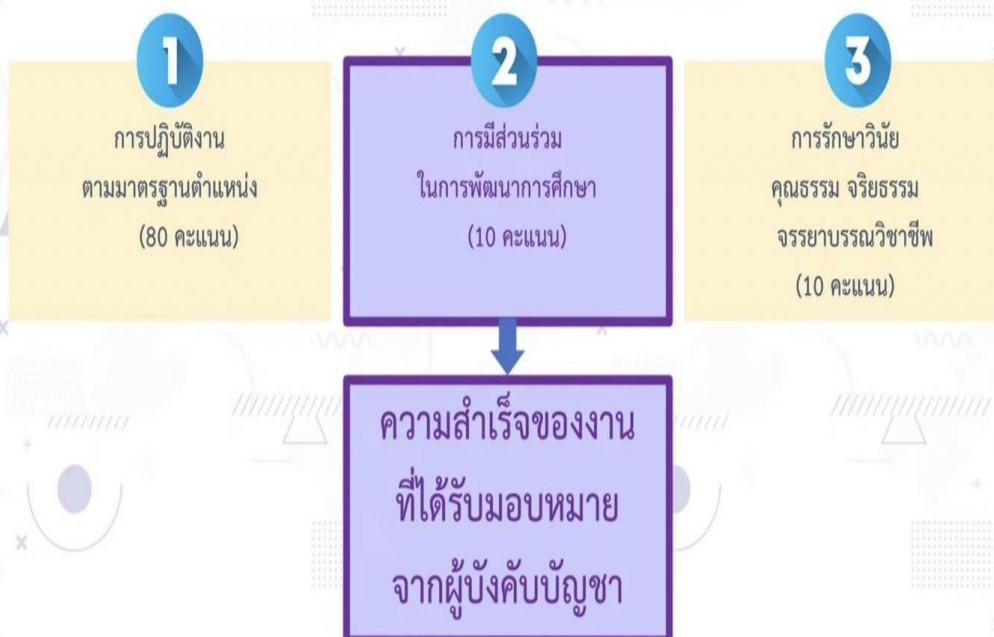 1
การปฏิบัติงาน
ตามมาตรฐานตำแหน่ง
(80 คะแนน)
2
การมีส่วนร่วม
ในการพัฒนาการศึกษา
(10 คะแนน)
3
การรักษาวินัย
คุณธรรม จริยธรรม
จรรยาบรรณวิชาชีพ
(10 คะแนน)
ความสำเร็จของงาน
ที่ได้รับมอบหมาย
จากผู้บังคับบัญชา